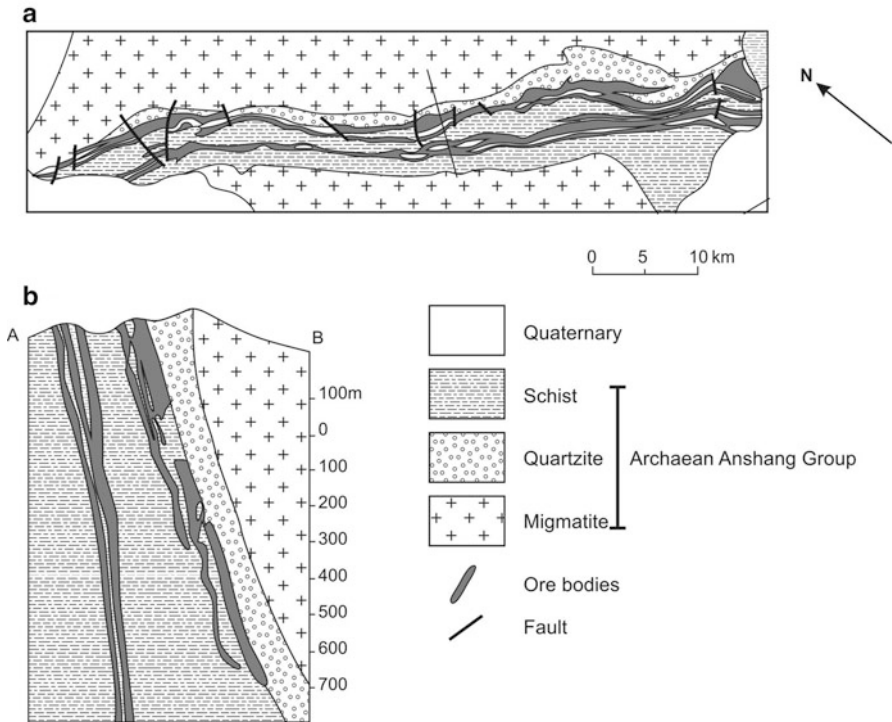 a
N
0 5 10 km
b
A
B
100m
0
100
200
300
400
500
600
700
Quaternary
Schist
Quartzite
Archaean Anshang Group
Migmatite
Ore bodies
Fault